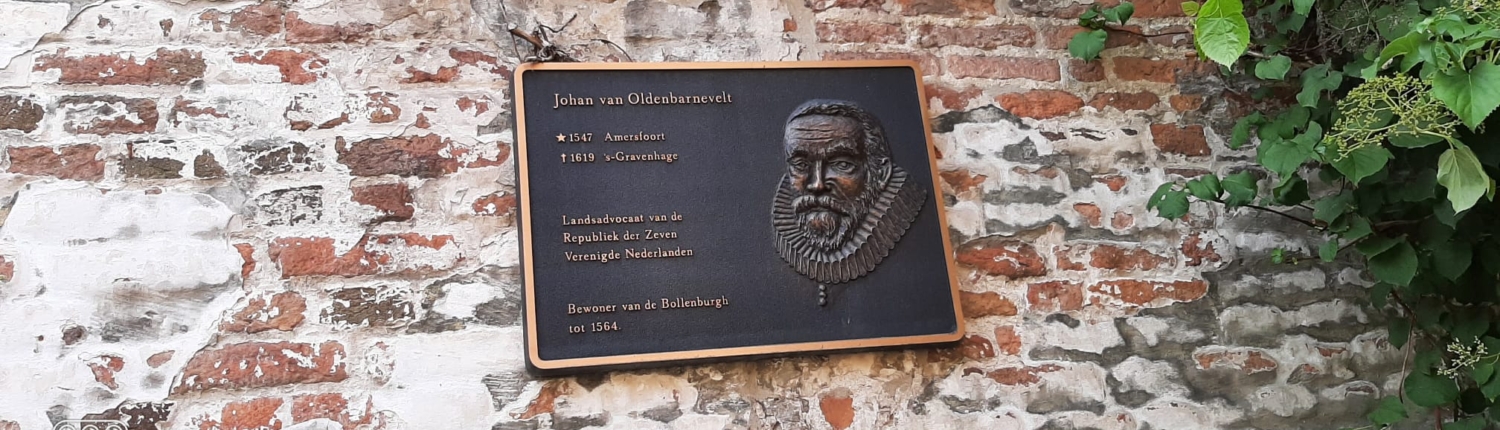 Johan van Oldenbarnevelt
★1547 Amersfoort
†1619 's-Gravenhage
Landsadvocaat van de
Republiek der Zeven
Verenigde Nederlanden
Bewoner van de Bollenburgh
tot 1564.